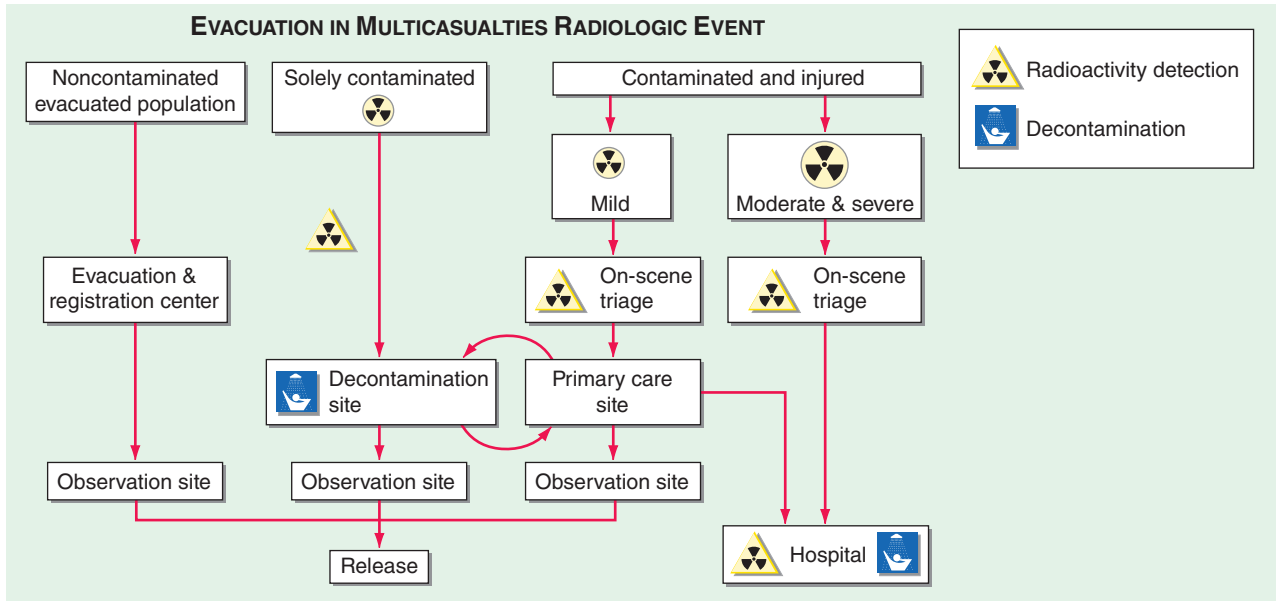 EVACUATION IN MULTICASUALTIES RADIOLOGIC EVENT
Radioactivity detection
Decontamination
Noncontaminated
evacuated population
Solely contaminated
Contaminated and injured
Mild
Moderate & severe
Evacuation &
registration center
On-scene
triage
On-scene
triage
Decontamination
site
Primary care
site
Observation site
Observation site
Observation site
Release
Hospital